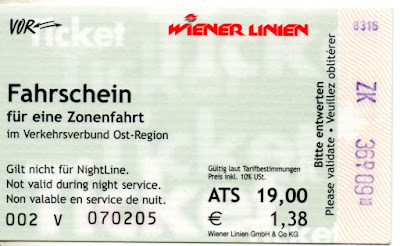 VOR
Ticket
WIENER LINIEN
Fahrschein
für eine Zonenfahrt
im Verkehrsverbund Ost-Region
Gilt nicht für NightLine.
Not valid during night service.
Non valable en service de nuit.
002 V 070205
Gültig laut Tarifbestimmungen
Preis inkl. 10% USt.
ATS 19,00
€ 1,38
Wiener Linien GmbH & Co KG
Bitte entwerten
Please validate • Veuillez oblitérer
ZK